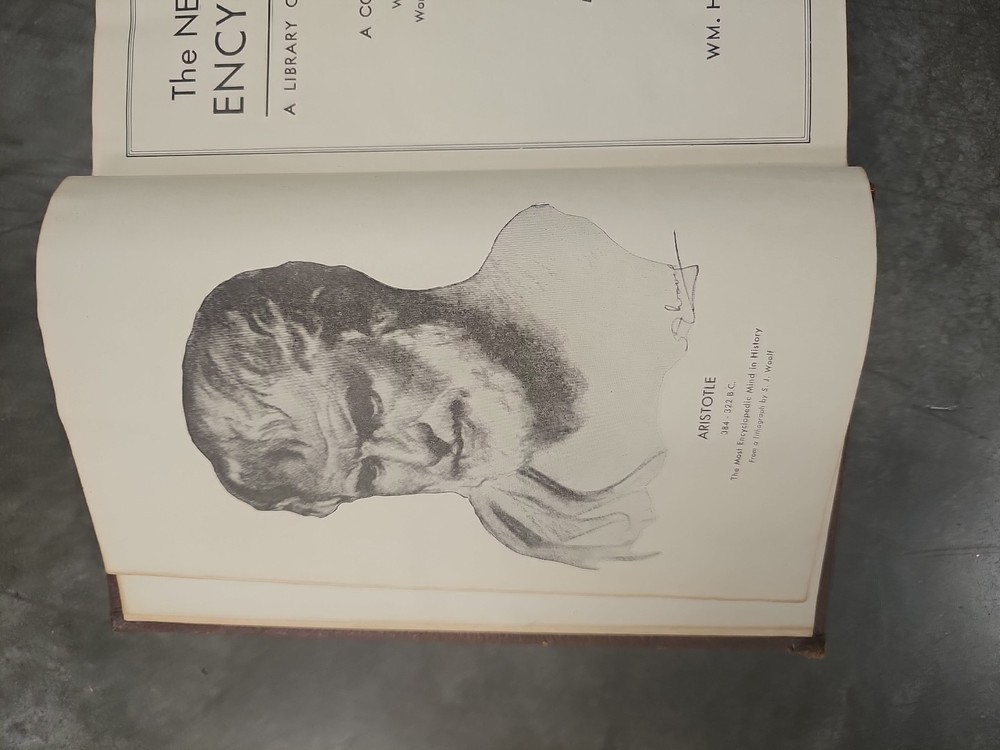 ARISTOTLE
384 - 322 B.C.
The Most Encyclopedic Mind in History
From a lithograph by S. J. Woolf
The NE
ENCY
A LIBRARY O
A CO
W
Wor
WM. H